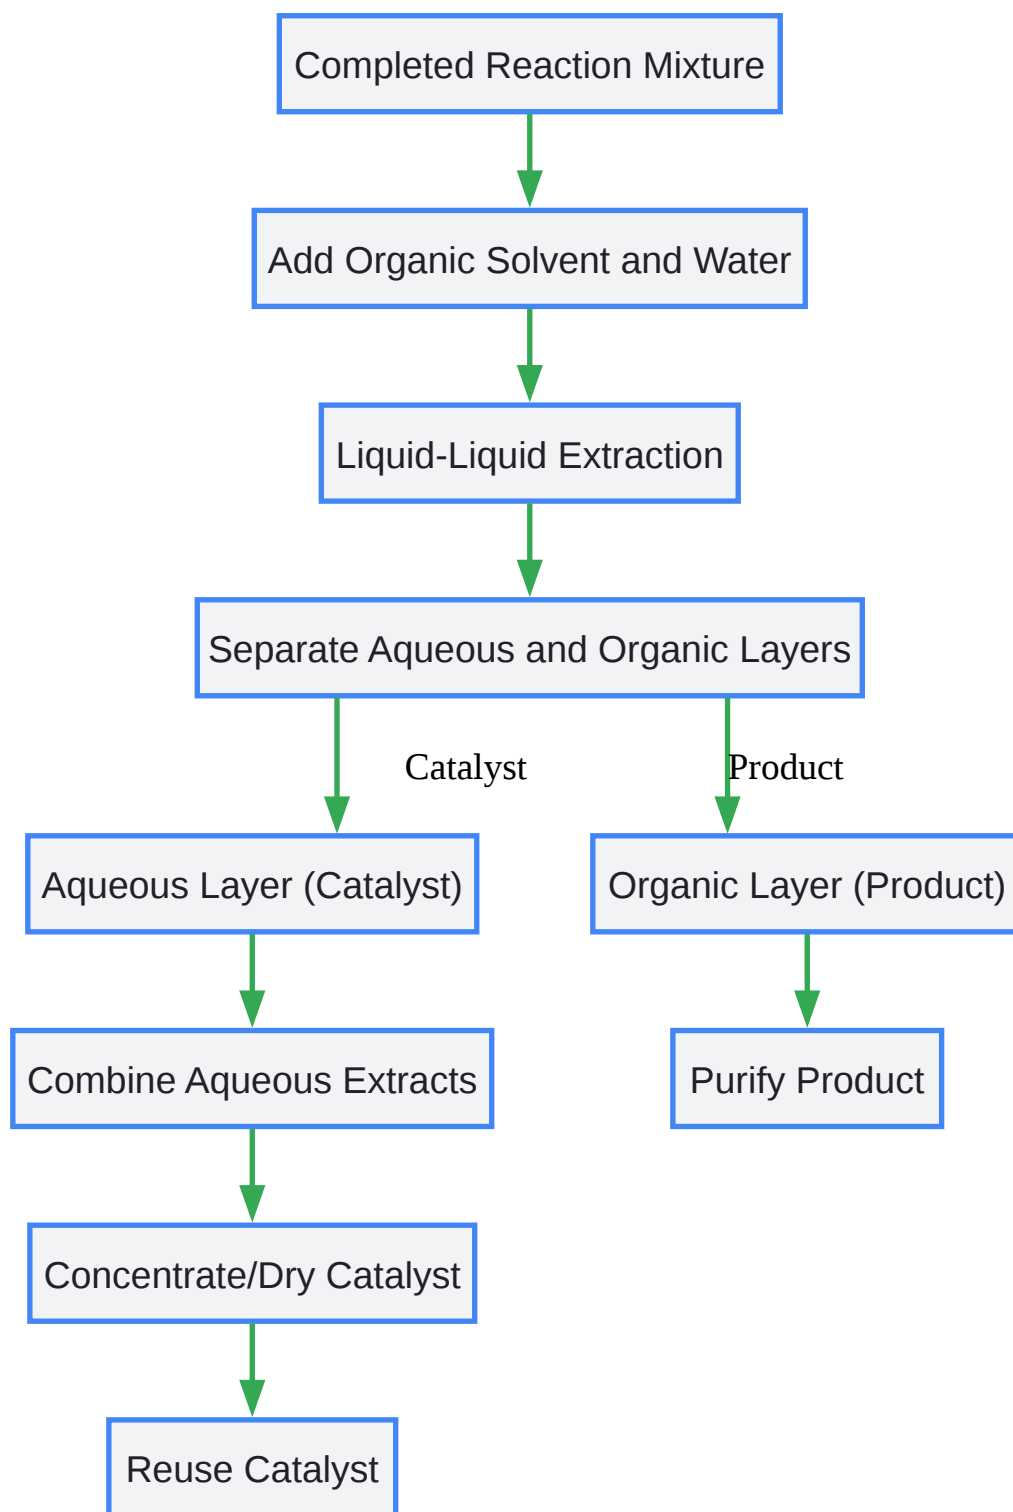 Completed Reaction Mixture
Add Organic Solvent and Water
Liquid-Liquid Extraction
Separate Aqueous and Organic Layers
Catalyst
Product
Aqueous Layer (Catalyst)
Organic Layer (Product)
Combine Aqueous Extracts
Purify Product
Concentrate/Dry Catalyst
Reuse Catalyst